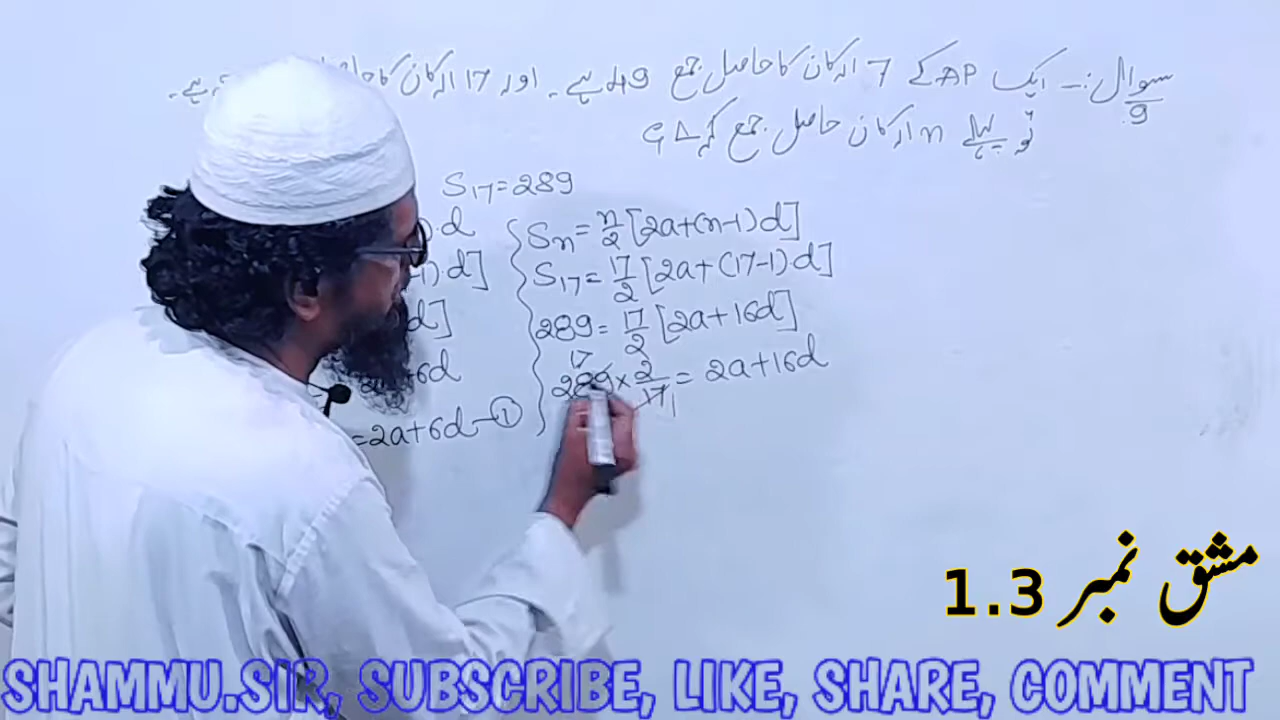 سوال:- ایک AP کے 7 ارکان کا حاصل جمع 49 ہے۔ اور 17 ارکان کا ہے۔
9
تو پہلے n ارکان حاصل جمع
S17=289
d
d]
d]
6d
=2a+6d-①
Sn=n/2[2a+(n-1)d]
S17=17/2[2a+(17-1)d]
289=17/2[2a+16d]
17
289×2/17=2a+16d
1
مشق نمبر 1.3
SHAMMU.SIR, SUBSCRIBE, LIKE, SHARE, COMMENT